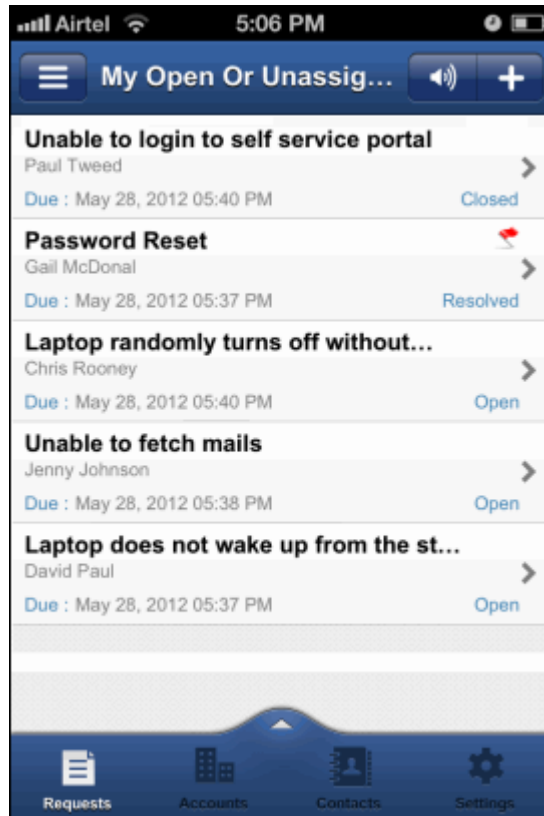 Airtel 5:06 PM
My Open Or Unassig...
Unable to login to self service portal
Paul Tweed
Due : May 28, 2012 05:40 PM Closed
Password Reset
Gail McDonal
Due : May 28, 2012 05:37 PM Resolved
Laptop randomly turns off without...
Chris Rooney
Due : May 28, 2012 05:40 PM Open
Unable to fetch mails
Jenny Johnson
Due : May 28, 2012 05:38 PM Open
Laptop does not wake up from the st...
David Paul
Due : May 28, 2012 05:37 PM Open
Requests Accounts Contacts Settings